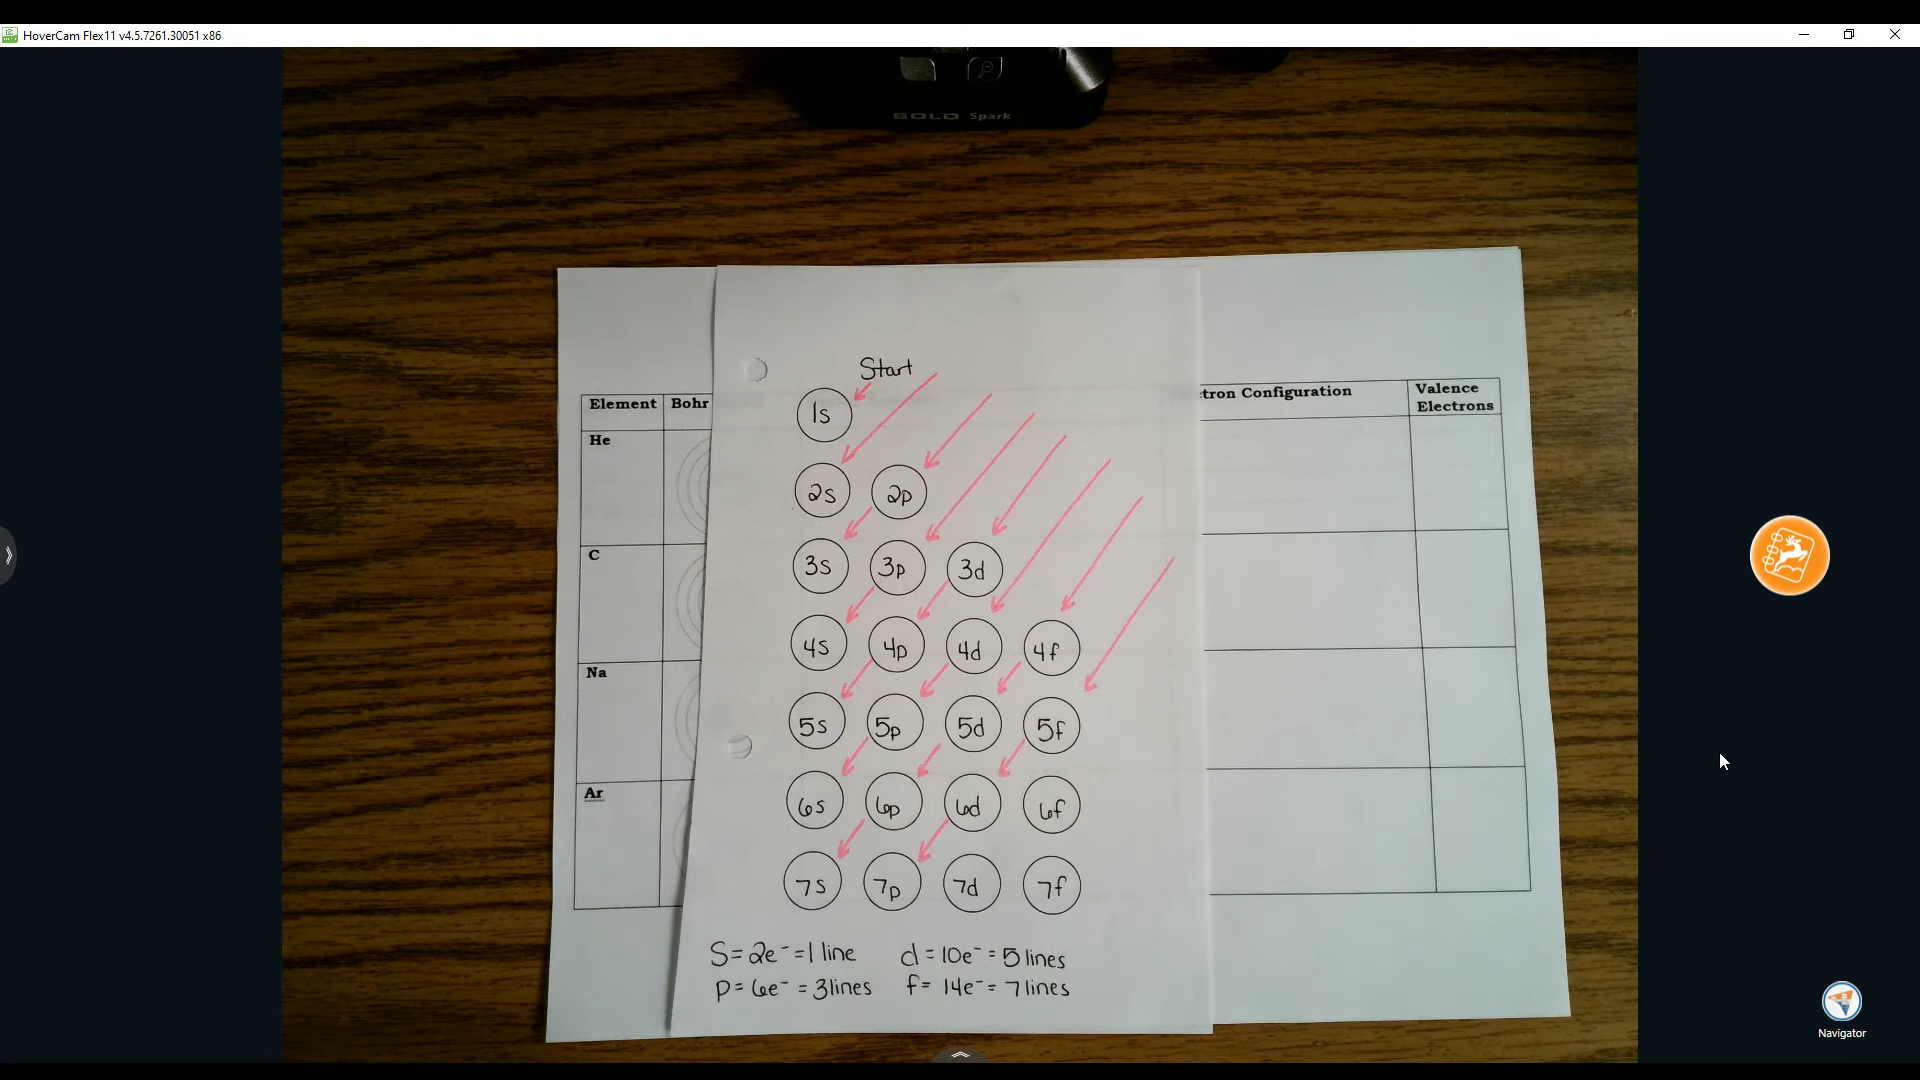 HoverCam Flex11 v4.5.7261.30051 x86
SOLO Spark
Start
1s
2s 2p
3s 3p 3d
4s 4p 4d 4f
5s 5p 5d 5f
6s 6p 6d 6f
7s 7p 7d 7f
S = 2e⁻ = 1 line d = 10e⁻ = 5 lines
P = 6e⁻ = 3 lines f = 14e⁻ = 7 lines
Element Bohr tron Configuration Valence Electrons
He
C
Na
Ar
Navigator